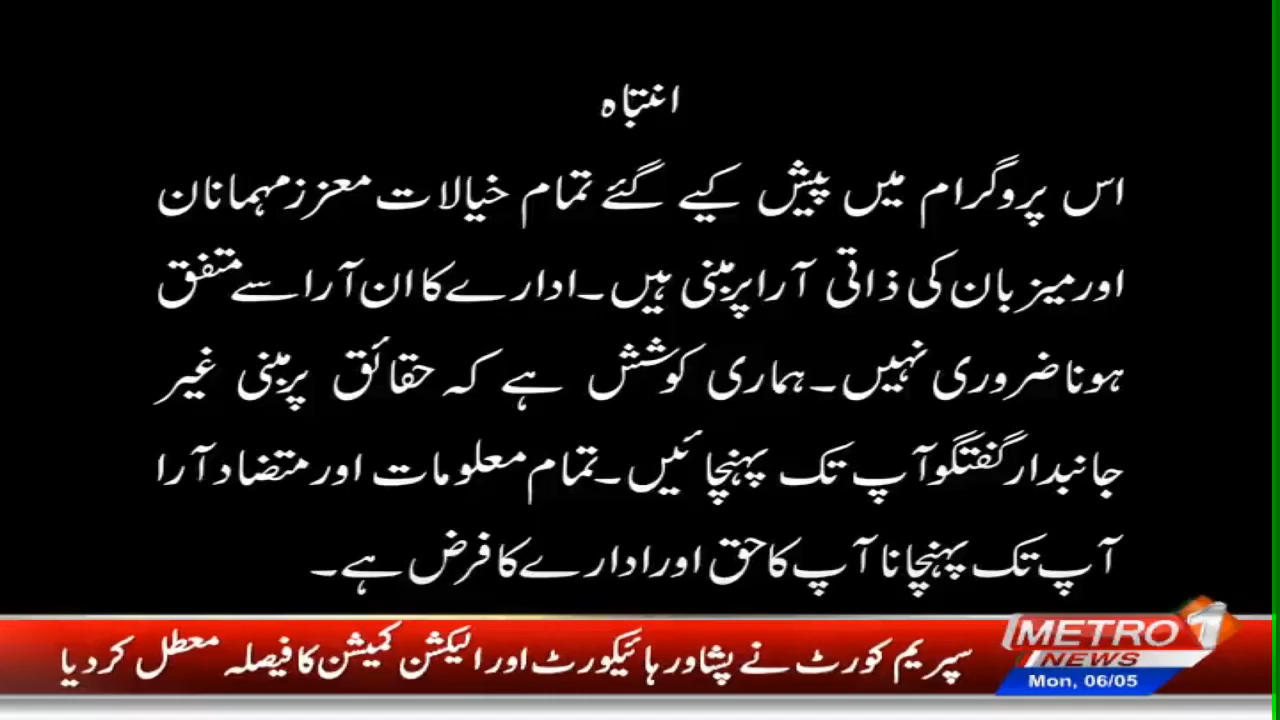 انتباہ
اس پروگرام میں پیش کیے گئے تمام خیالات معزز مہمانان
اور میزبان کی ذاتی آرا پر مبنی ہیں۔ ادارے کا ان آرا سے متفق
ہونا ضروری نہیں۔ ہماری کوشش ہے کہ حقائق پر مبنی غیر
جانبدار گفتگو آپ تک پہنچائیں۔ تمام معلومات اور متضاد آرا
آپ تک پہنچانا آپ کا حق اور ادارے کا فرض ہے۔
سپریم کورٹ نے پشاور ہائیکورٹ اور الیکشن کمیشن کا فیصلہ معطل کر دیا
METRO 1
NEWS
Mon, 06/05